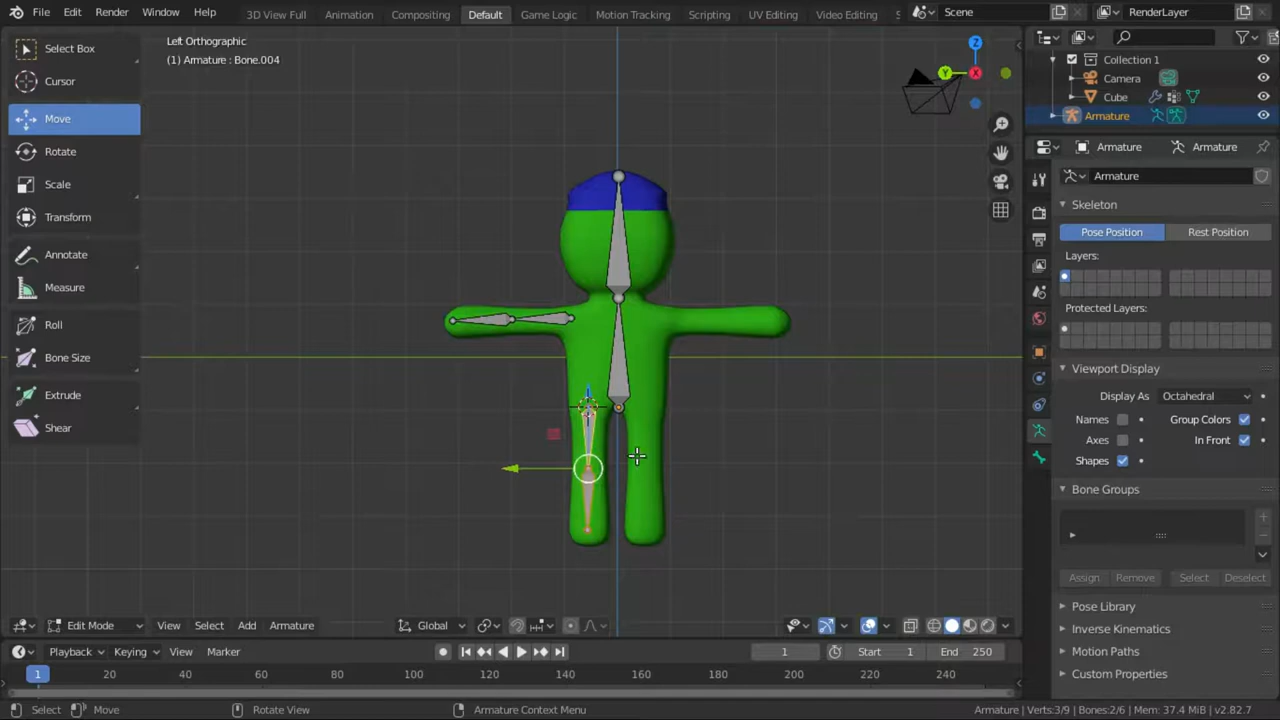 File Edit Render Window Help 3D View Full Animation Compositing Default Game Logic Motion Tracking Scripting UV Editing Video Editing S Scene RenderLayer
Left Orthographic
(1) Armature : Bone.004
Select Box
Cursor
Move
Rotate
Scale
Transform
Annotate
Measure
Roll
Bone Size
Extrude
Shear
Z
Y
X
Collection 1
Camera
Cube
Armature
Armature Armature
Armature
Skeleton
Pose Position Rest Position
Layers:
Protected Layers:
Viewport Display
Display As Octahedral
Names Group Colors
Axes In Front
Shapes
Bone Groups
Assign Remove Select Deselect
Pose Library
Inverse Kinematics
Motion Paths
Custom Properties
Edit Mode View Select Add Armature Global
Playback Keying View Marker 1 Start 1 End 250
1 20 40 60 80 100 120 140 160 180 200 220 240
Select Move Rotate View Armature Context Menu Armature | Verts:3/9 | Bones:2/6 | Mem: 37.4 MiB | v2.82.7